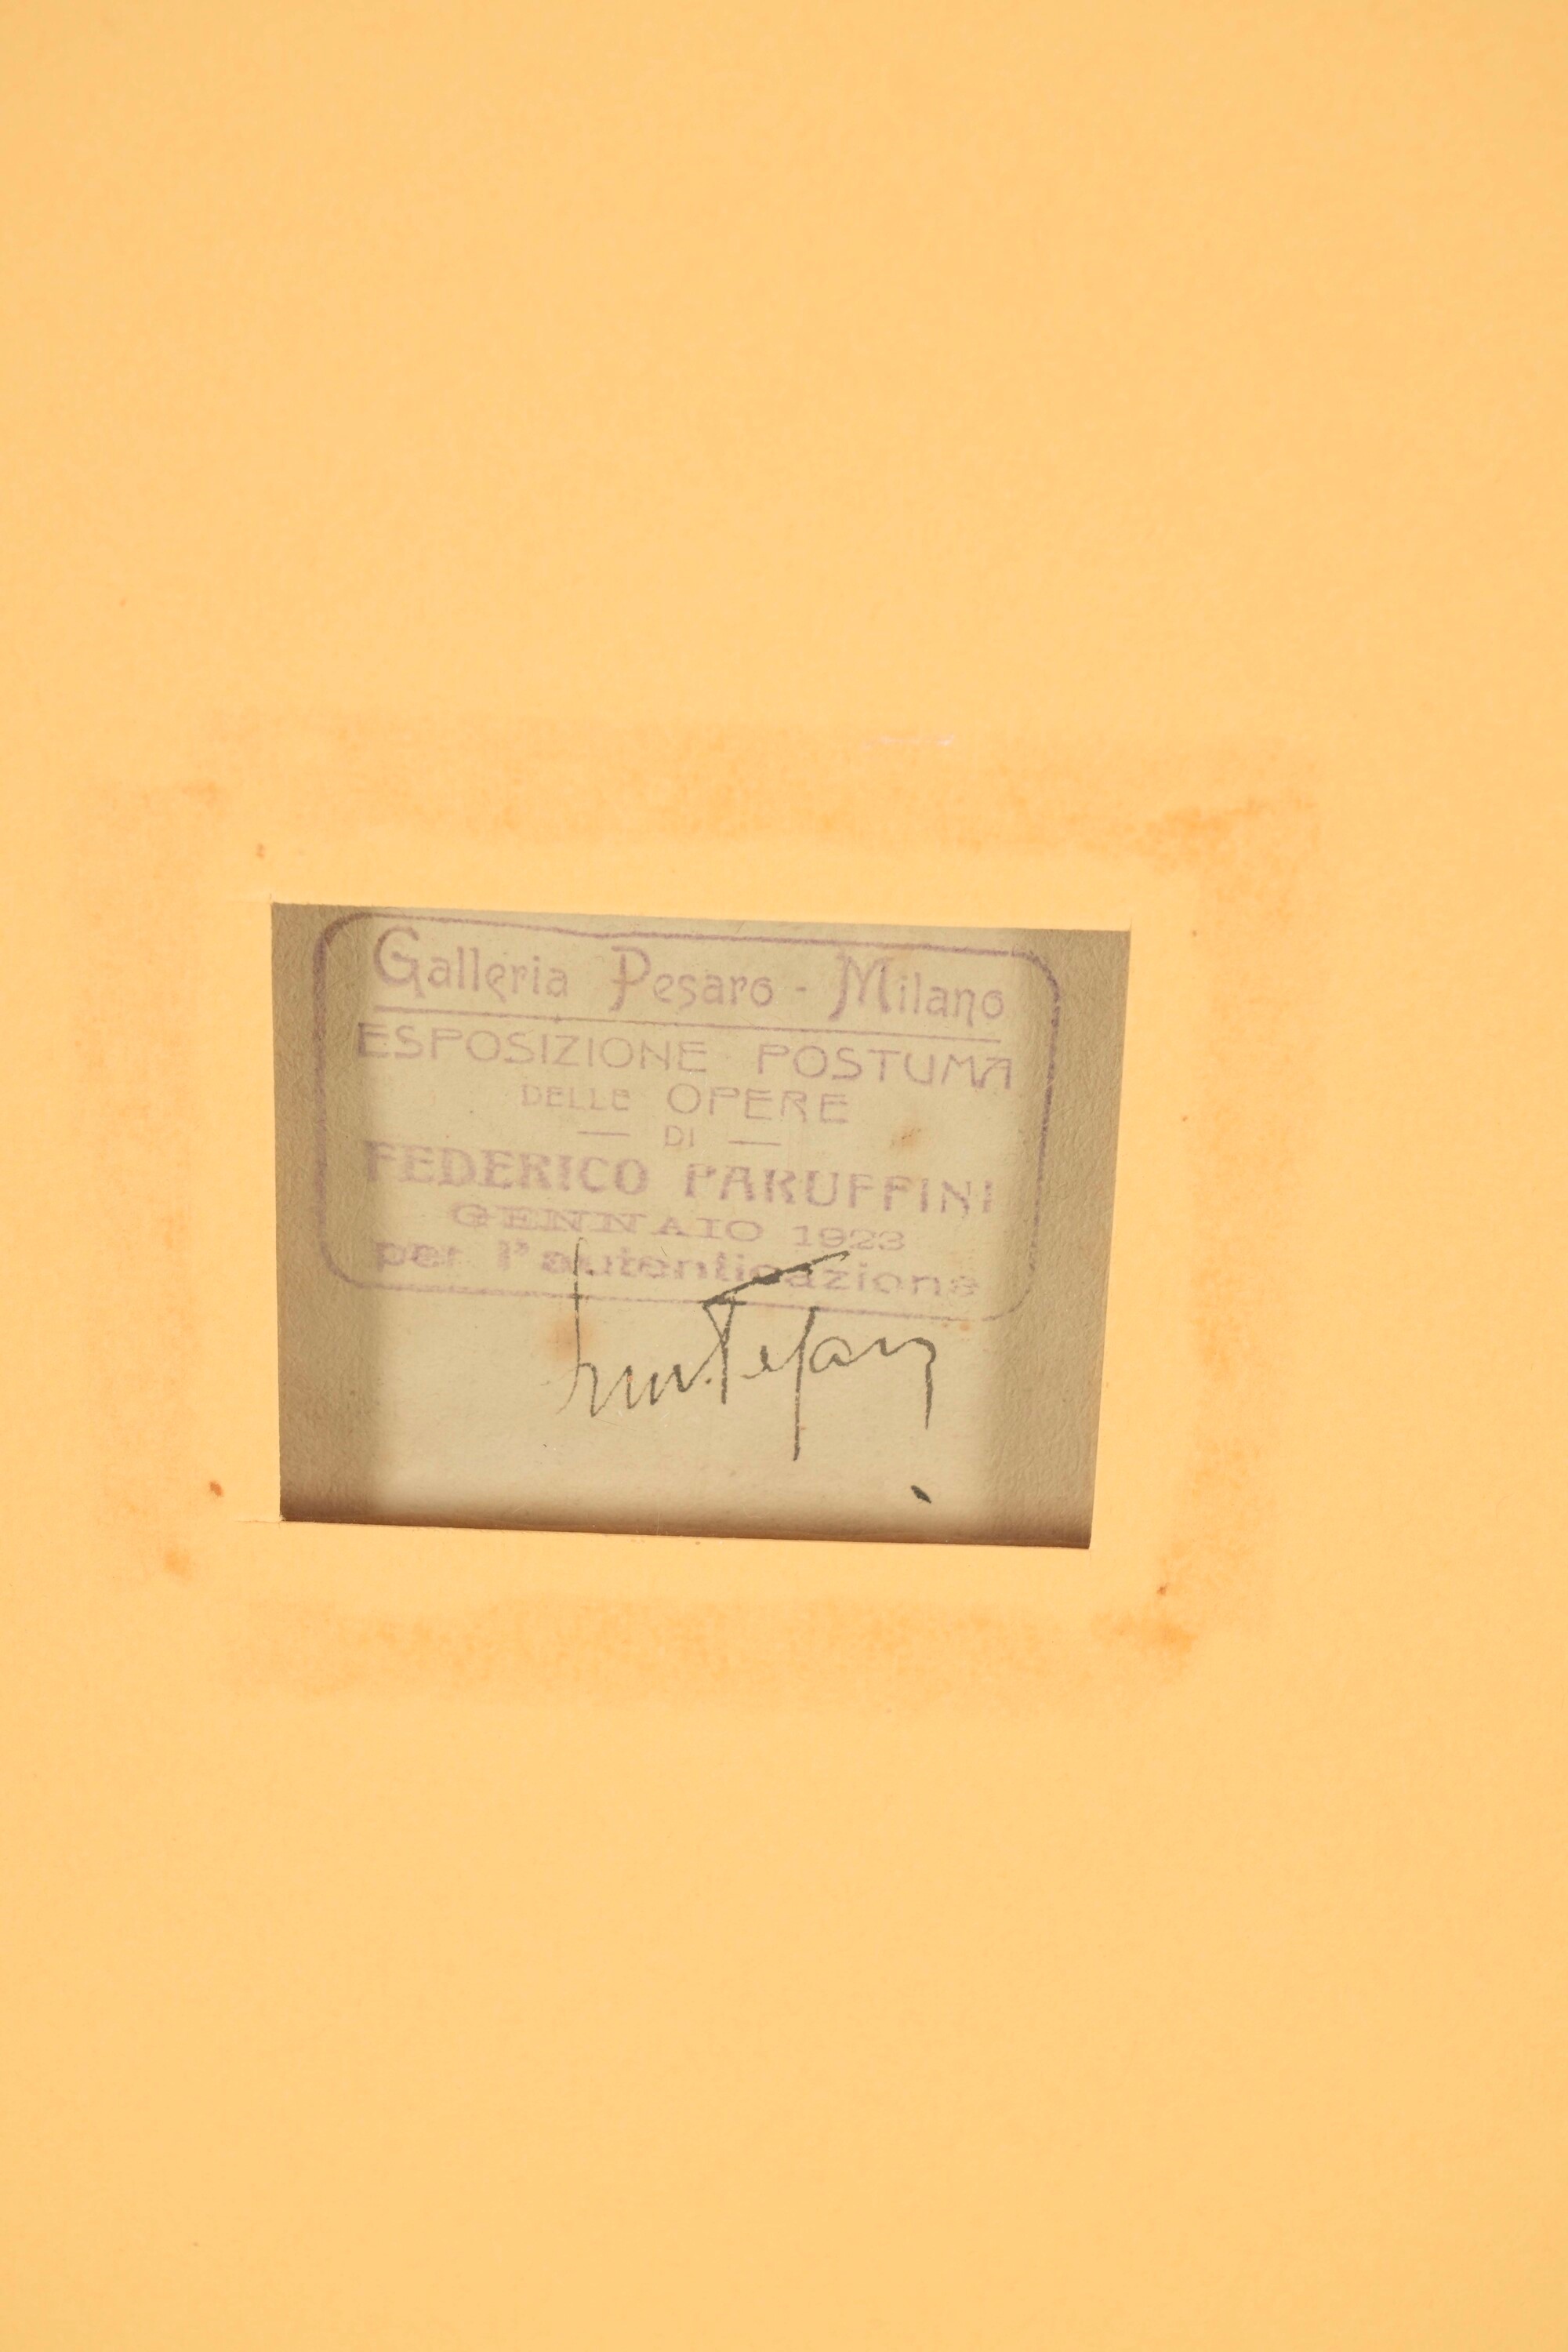 Galleria Pesaro - Milano
ESPOSIZIONE POSTUMA
DELLE OPERE
— DI —
FEDERICO FARUFFINI
GENNAIO 1923
per l'autenticazione